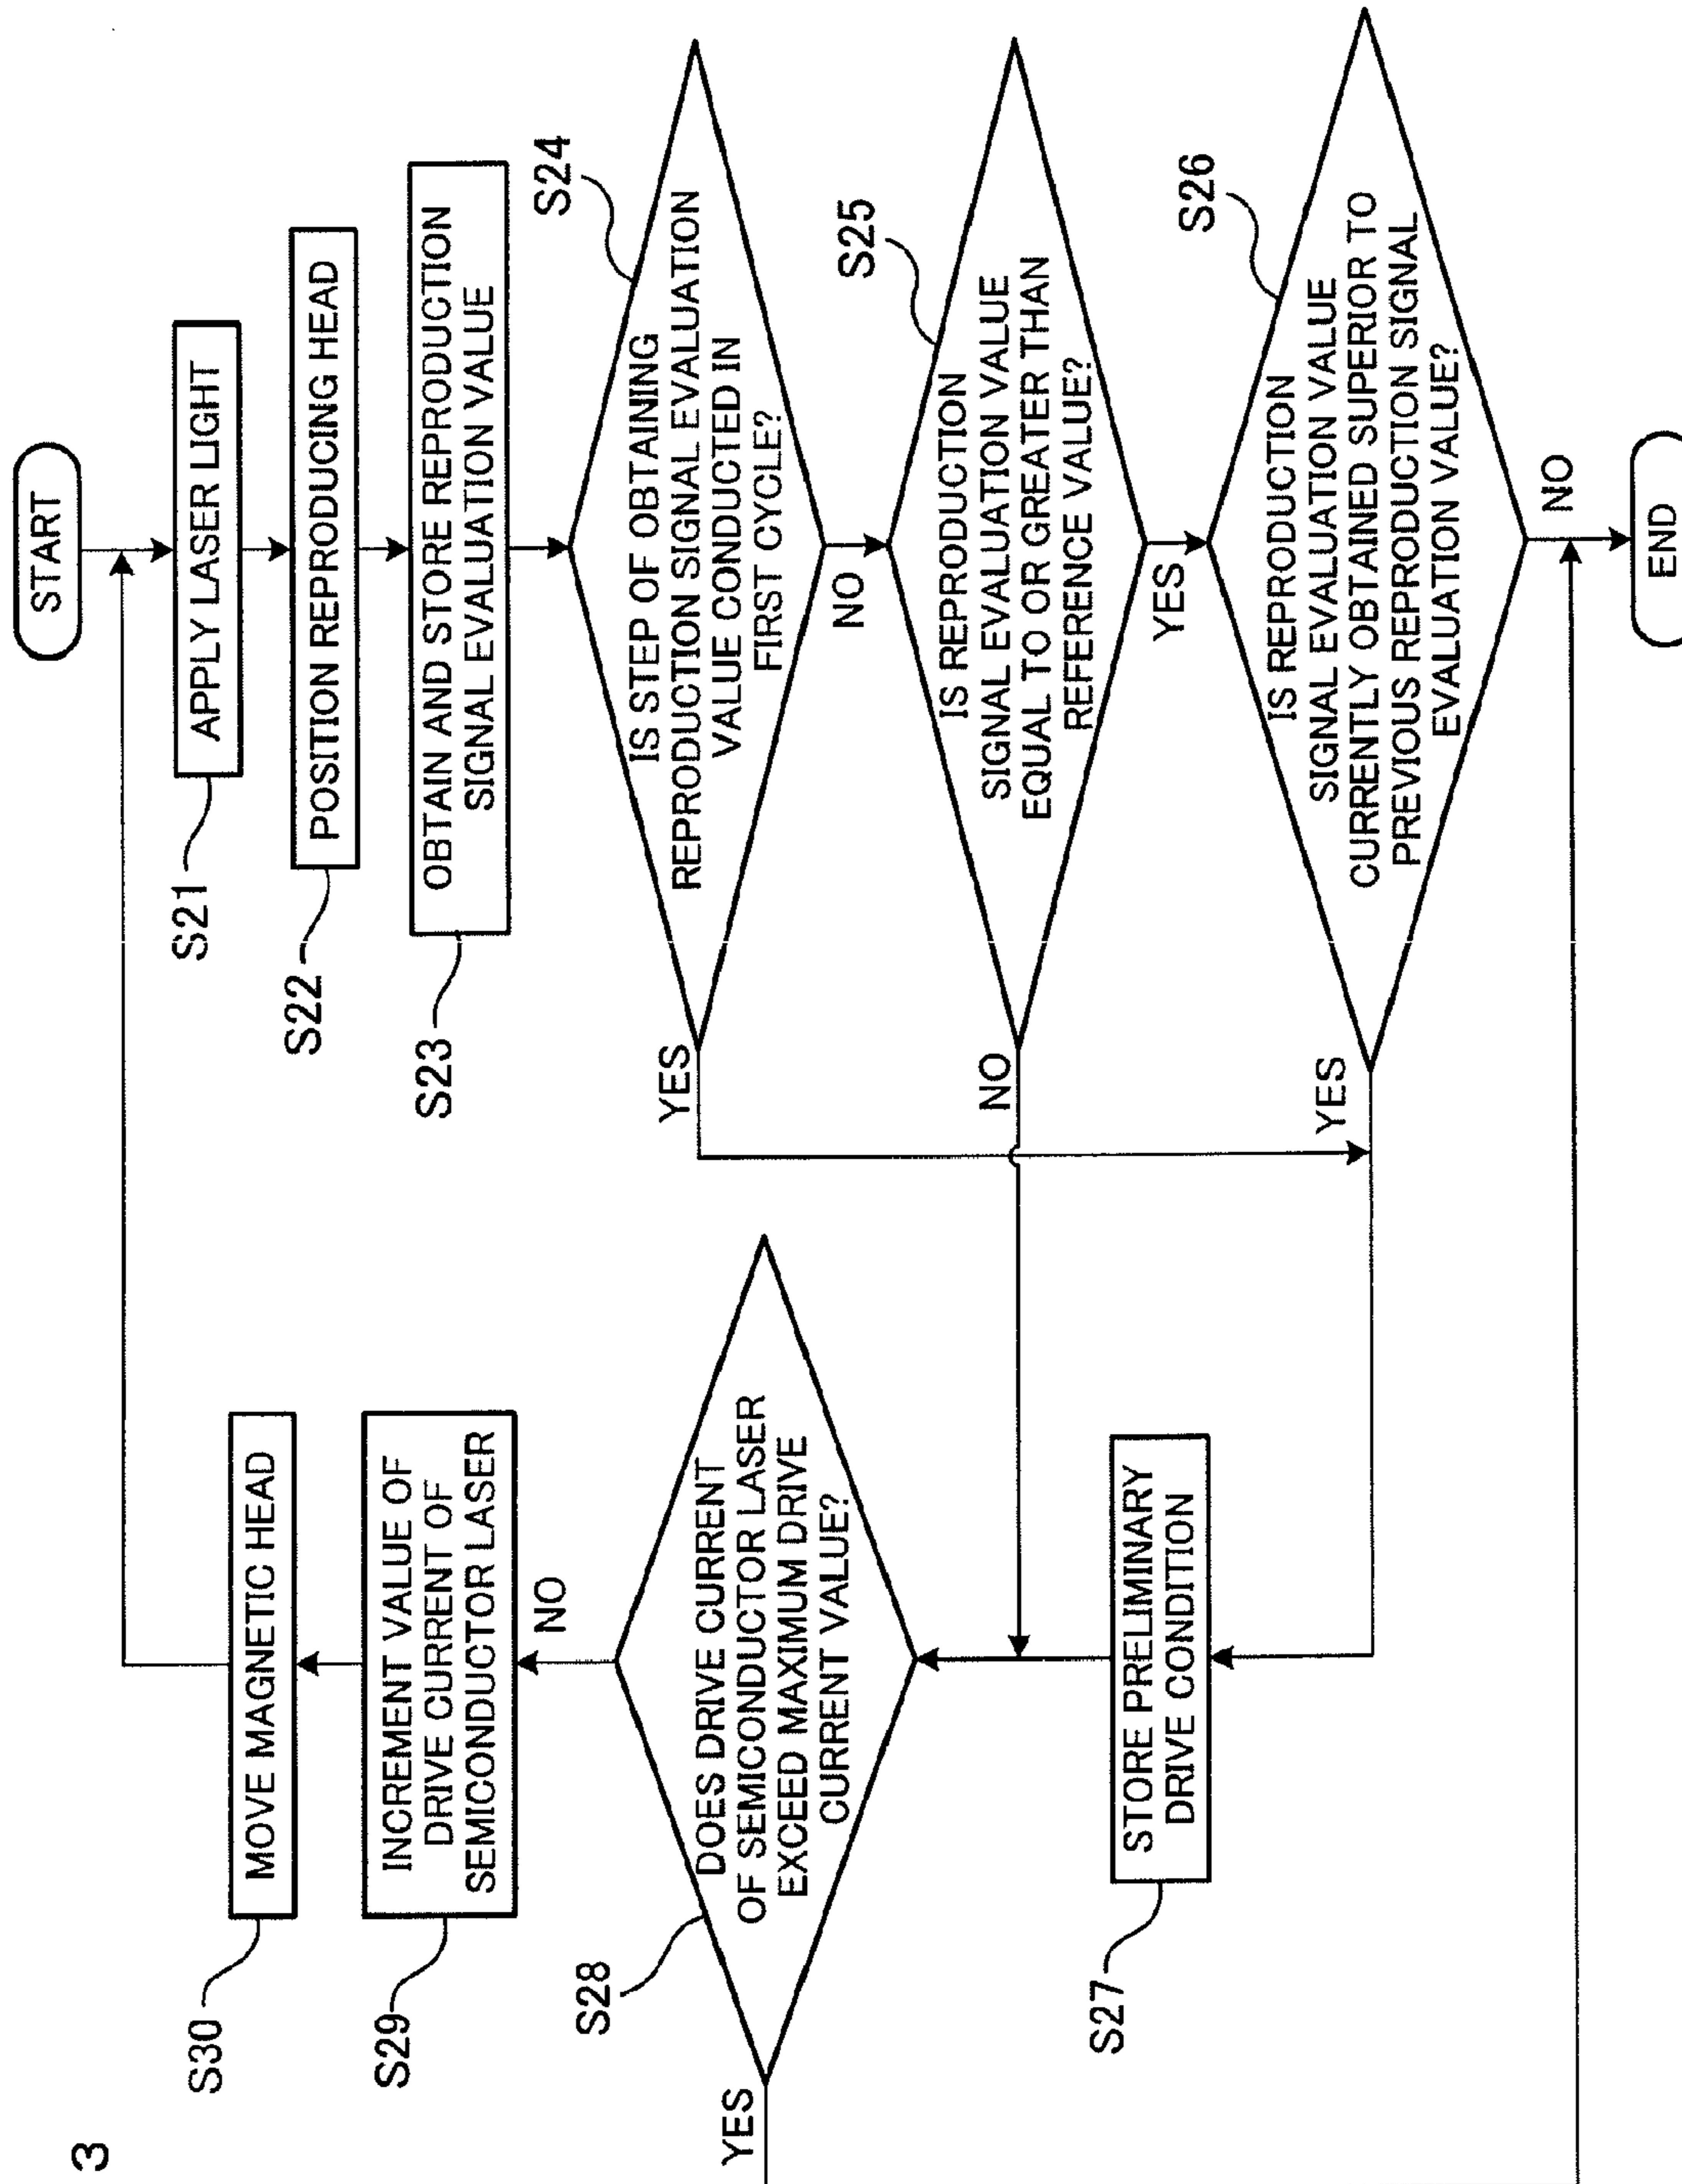 3
START
S21
APPLY LASER LIGHT
S22
POSITION REPRODUCING HEAD
S23
OBTAIN AND STORE REPRODUCTION
SIGNAL EVALUATION VALUE
S24
IS STEP OF OBTAINING
REPRODUCTION SIGNAL EVALUATION
VALUE CONDUCTED IN
FIRST CYCLE?
YES
NO
S25
IS REPRODUCTION
SIGNAL EVALUATION VALUE
EQUAL TO OR GREATER THAN
REFERENCE VALUE?
NO
YES
S26
IS REPRODUCTION
SIGNAL EVALUATION VALUE
CURRENTLY OBTAINED SUPERIOR TO
PREVIOUS REPRODUCTION SIGNAL
EVALUATION VALUE?
YES
NO
END
S30
MOVE MAGNETIC HEAD
S29
INCREMENT VALUE OF
DRIVE CURRENT OF
SEMICONDUCTOR LASER
NO
S28
DOES DRIVE CURRENT
OF SEMICONDUCTOR LASER
EXCEED MAXIMUM DRIVE
CURRENT VALUE?
YES
S27
STORE PRELIMINARY
DRIVE CONDITION